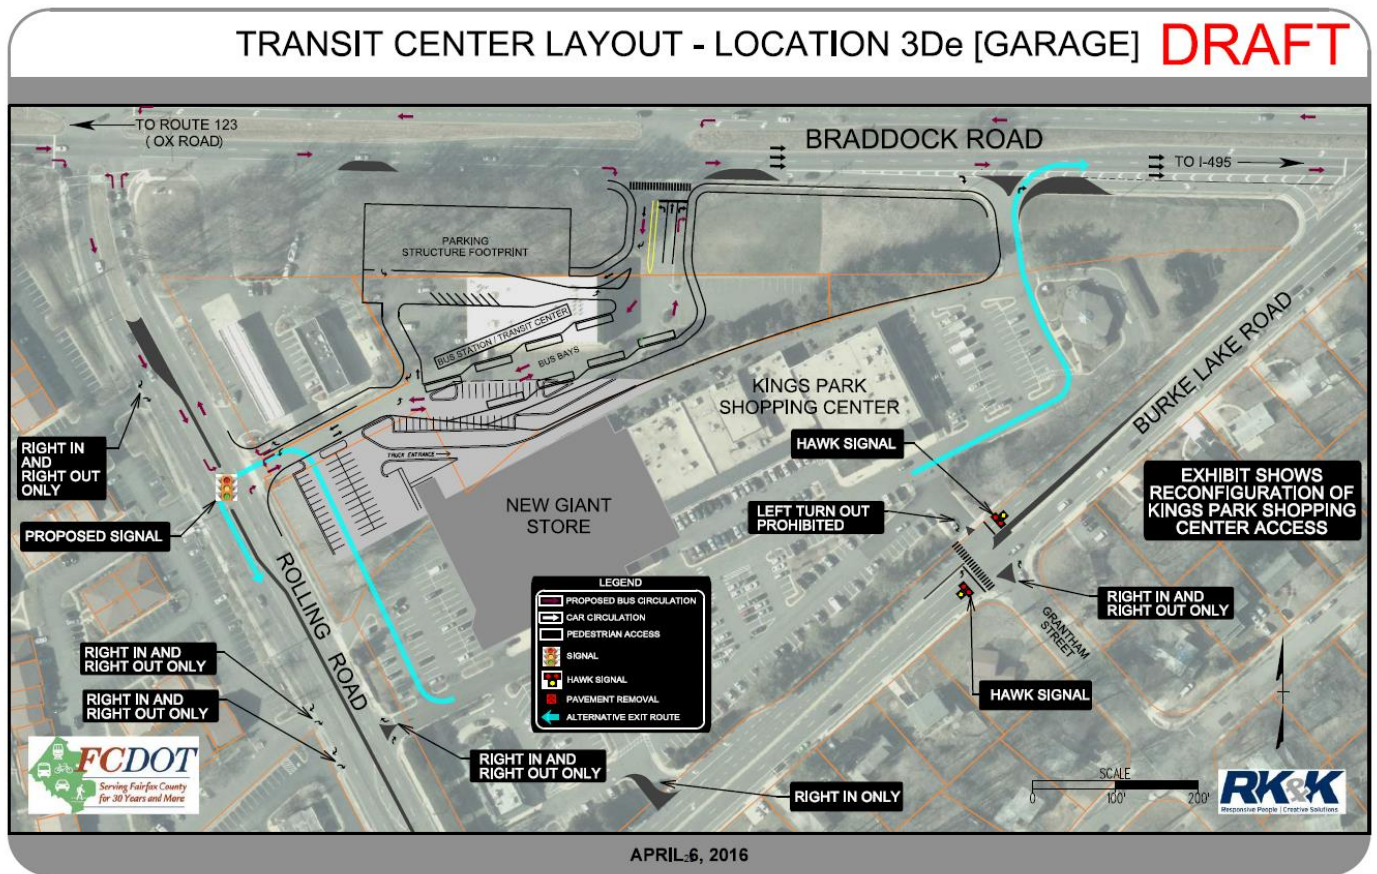 TRANSIT CENTER LAYOUT - LOCATION 3De [GARAGE] DRAFT
TO ROUTE 123
( OX ROAD)
BRADDOCK ROAD
TO I-495
PARKING
STRUCTURE FOOTPRINT
BUS STATION / TRANSIT CENTER
BUS BAYS
KINGS PARK
SHOPPING CENTER
BURKE LAKE ROAD
RIGHT IN
AND
RIGHT OUT
ONLY
PROPOSED SIGNAL
TRUCK ENTRANCE
NEW GIANT
STORE
HAWK SIGNAL
LEFT TURN OUT
PROHIBITED
EXHIBIT SHOWS
RECONFIGURATION OF
KINGS PARK SHOPPING
CENTER ACCESS
ROLLING ROAD
RIGHT IN AND
RIGHT OUT ONLY
GRANTHAM
STREET
HAWK SIGNAL
RIGHT IN AND
RIGHT OUT ONLY
RIGHT IN AND
RIGHT OUT ONLY
RIGHT IN AND
RIGHT OUT ONLY
RIGHT IN ONLY
LEGEND
PROPOSED BUS CIRCULATION
CAR CIRCULATION
PEDESTRIAN ACCESS
SIGNAL
HAWK SIGNAL
PAVEMENT REMOVAL
ALTERNATIVE EXIT ROUTE
FCDOT
Serving Fairfax County
for 30 Years and More
SCALE
0 100' 200'
RK&K
Responsive People | Creative Solutions
APRIL 6, 2016